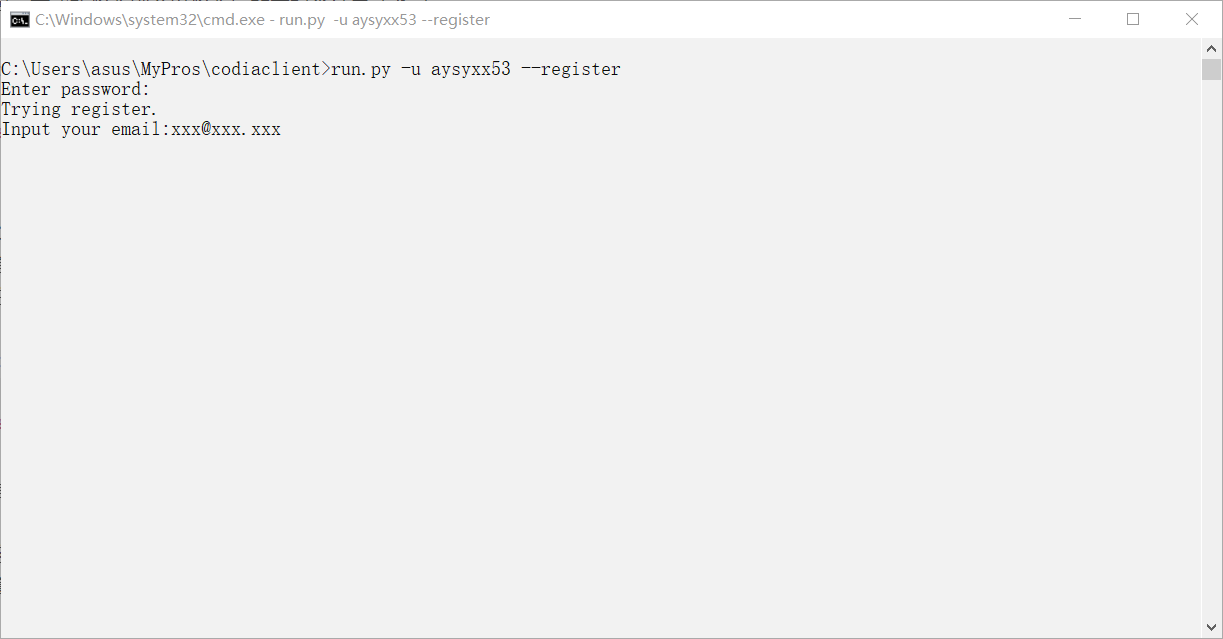 C:\Windows\system32\cmd.exe - run.py  -u aysyxx53 --register
C:\Users\asus\MyPros\codiaclient>run.py -u aysyxx53 --register
Enter password:
Trying register.
Input your email:xxx@xxx.xxx